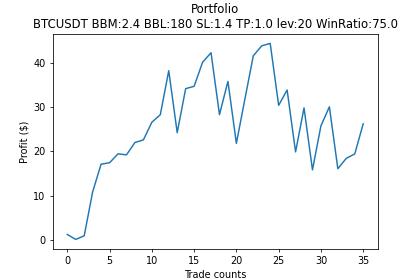 Portfolio
BTCUSDT BBM:2.4 BBL:180 SL:1.4 TP:1.0 lev:20 WinRatio:75.0
40
30
20
10
0
Profit ($)
0 5 10 15 20 25 30 35
Trade counts